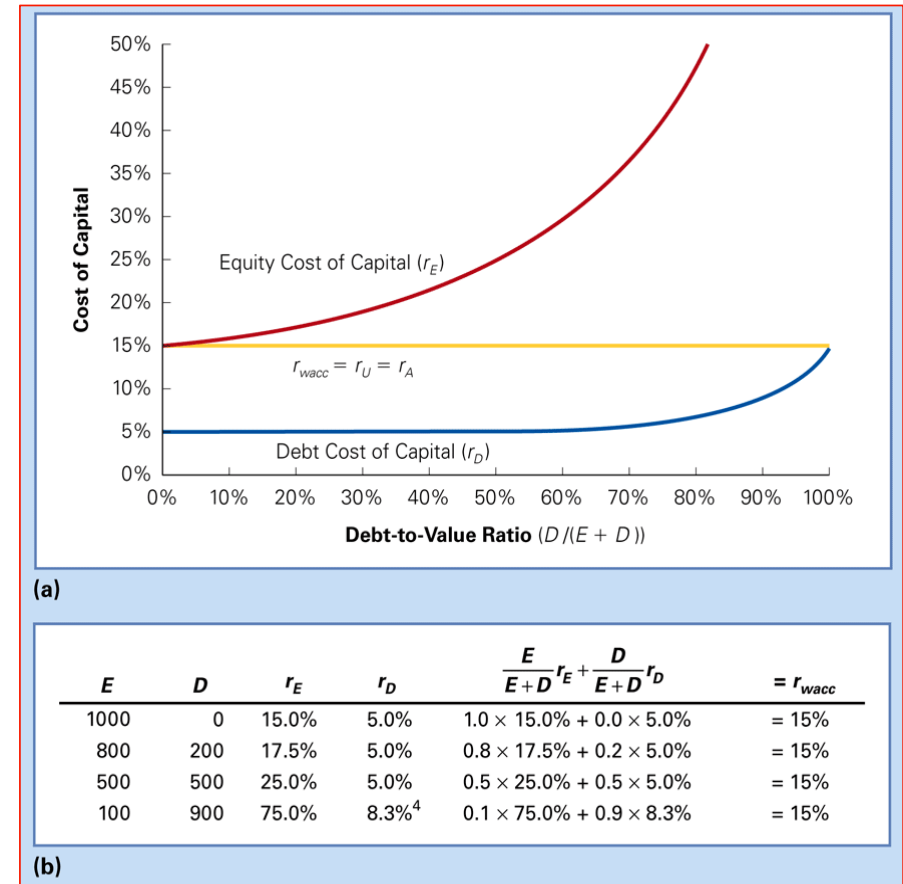 50%
45%
40%
35%
30%
25%
20%
15%
10%
5%
0%
Cost of Capital
Equity Cost of Capital (r_E)
r_wacc = r_U = r_A
Debt Cost of Capital (r_D)
0% 10% 20% 30% 40% 50% 60% 70% 80% 90% 100%
Debt-to-Value Ratio (D/(E + D))
(a)
E D r_E r_D E/(E+D) r_E + D/(E+D) r_D = r_wacc
1000 0 15.0% 5.0% 1.0 × 15.0% + 0.0 × 5.0% = 15%
800 200 17.5% 5.0% 0.8 × 17.5% + 0.2 × 5.0% = 15%
500 500 25.0% 5.0% 0.5 × 25.0% + 0.5 × 5.0% = 15%
100 900 75.0% 8.3%⁴ 0.1 × 75.0% + 0.9 × 8.3% = 15%
(b)